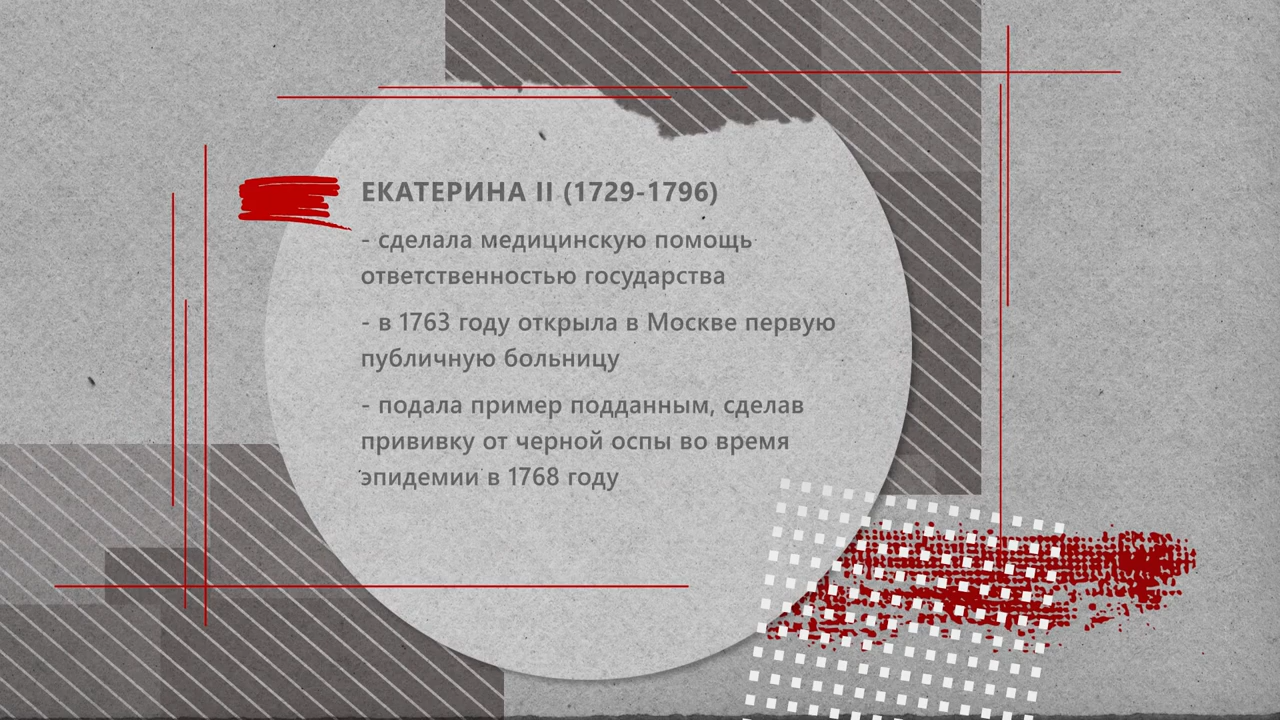 ЕКАТЕРИНА II (1729-1796)
- сделала медицинскую помощь
ответственностью государства
- в 1763 году открыла в Москве первую
публичную больницу
- подала пример подданным, сделав
прививку от черной оспы во время
эпидемии в 1768 году